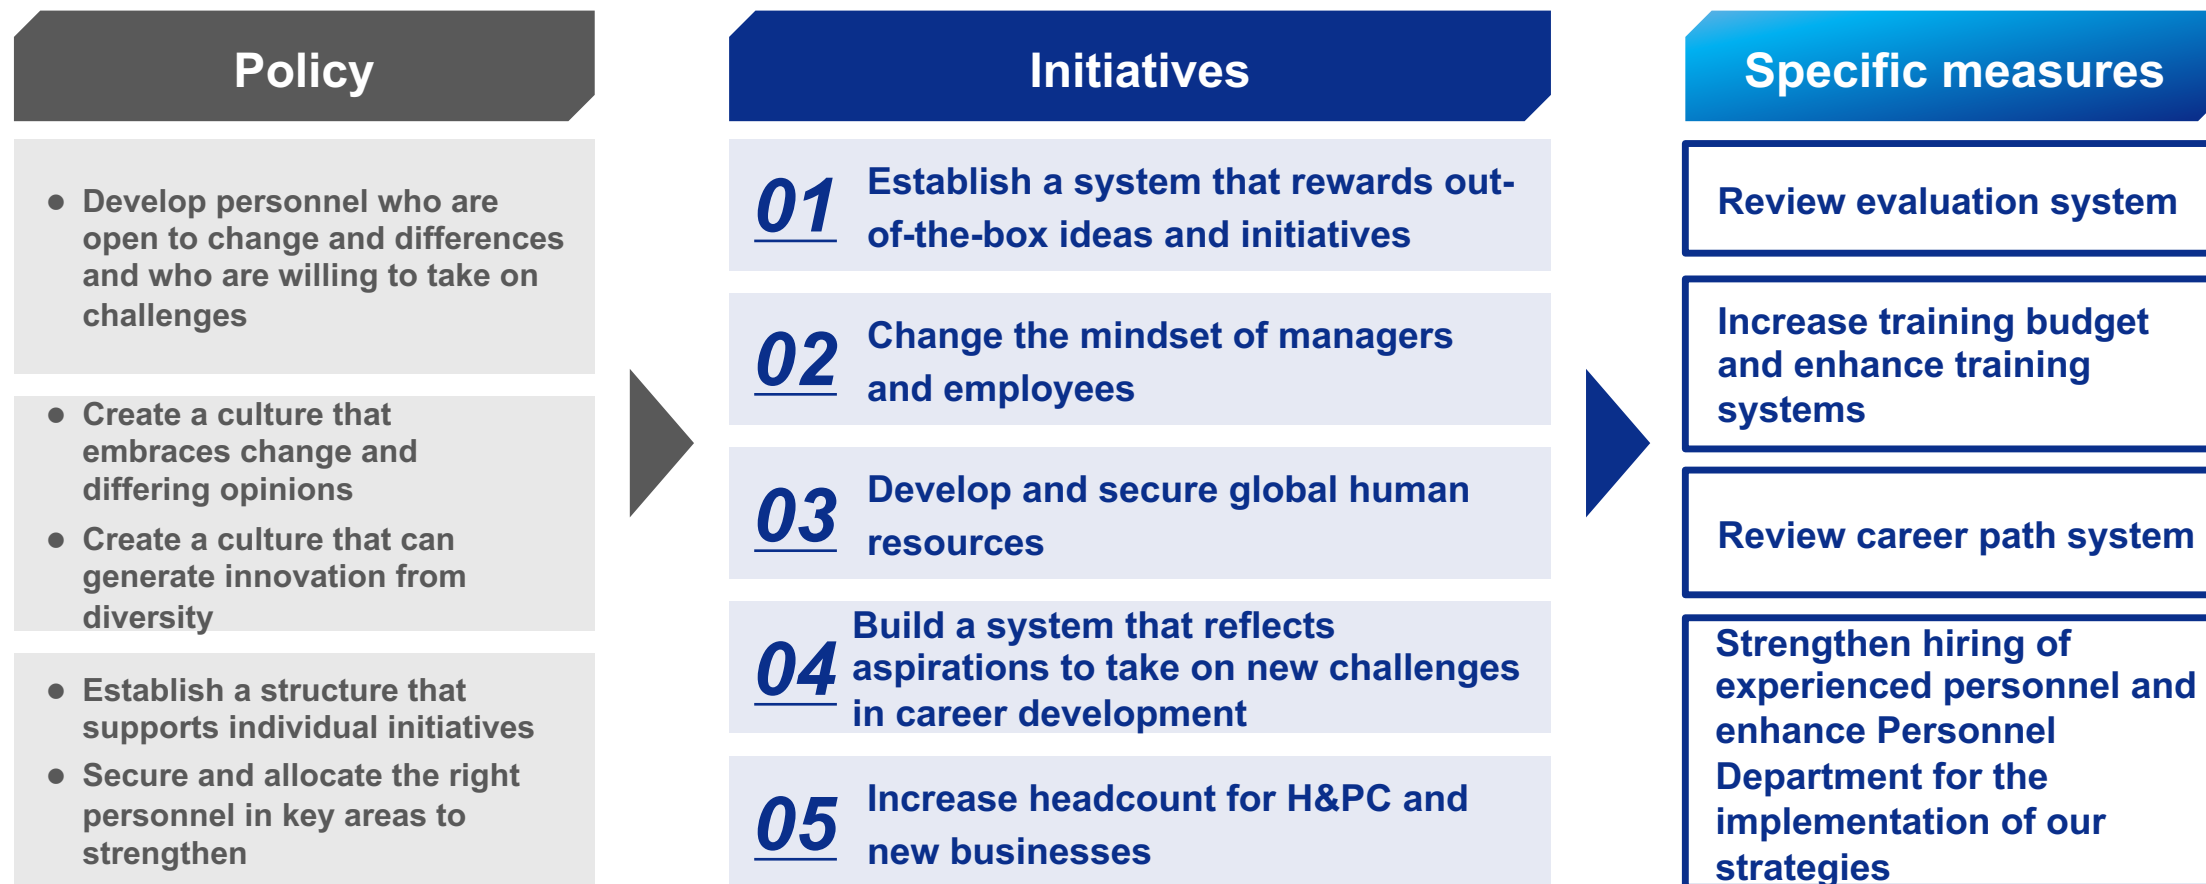 Policy
● Develop personnel who are
open to change and differences
and who are willing to take on
challenges
● Create a culture that
embraces change and
differing opinions
● Create a culture that can
generate innovation from
diversity
● Establish a structure that
supports individual initiatives
● Secure and allocate the right
personnel in key areas to
strengthen
Initiatives
01
Establish a system that rewards out-
of-the-box ideas and initiatives
02
Change the mindset of managers
and employees
03
Develop and secure global human
resources
04
Build a system that reflects
aspirations to take on new challenges
in career development
05
Increase headcount for H&PC and
new businesses
Specific measures
Review evaluation system
Increase training budget
and enhance training
systems
Review career path system
Strengthen hiring of
experienced personnel and
enhance Personnel
Department for the
implementation of our
strategies